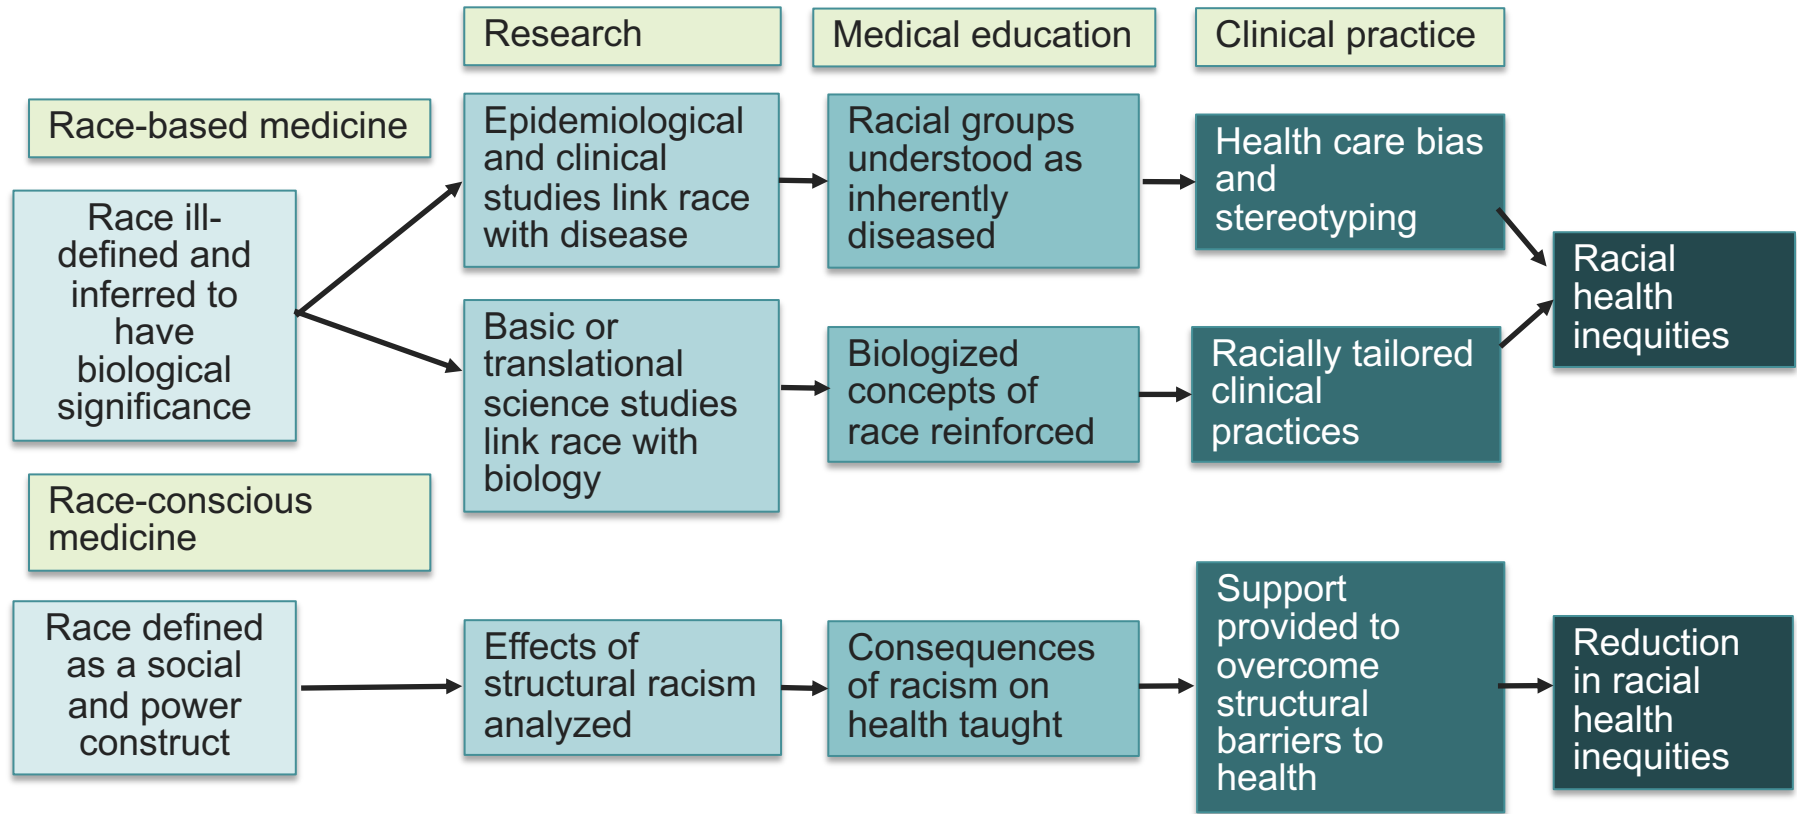 Research
Medical education
Clinical practice
Race-based medicine
Race ill-
defined and
inferred to
have
biological
significance
Epidemiological
and clinical
studies link race
with disease
Racial groups
understood as
inherently
diseased
Health care bias
and
stereotyping
Basic or
translational
science studies
link race with
biology
Biologized
concepts of
race reinforced
Racially tailored
clinical
practices
Racial
health
inequities
Race-conscious
medicine
Race defined
as a social
and power
construct
Effects of
structural racism
analyzed
Consequences
of racism on
health taught
Support
provided to
overcome
structural
barriers to
health
Reduction
in racial
health
inequities